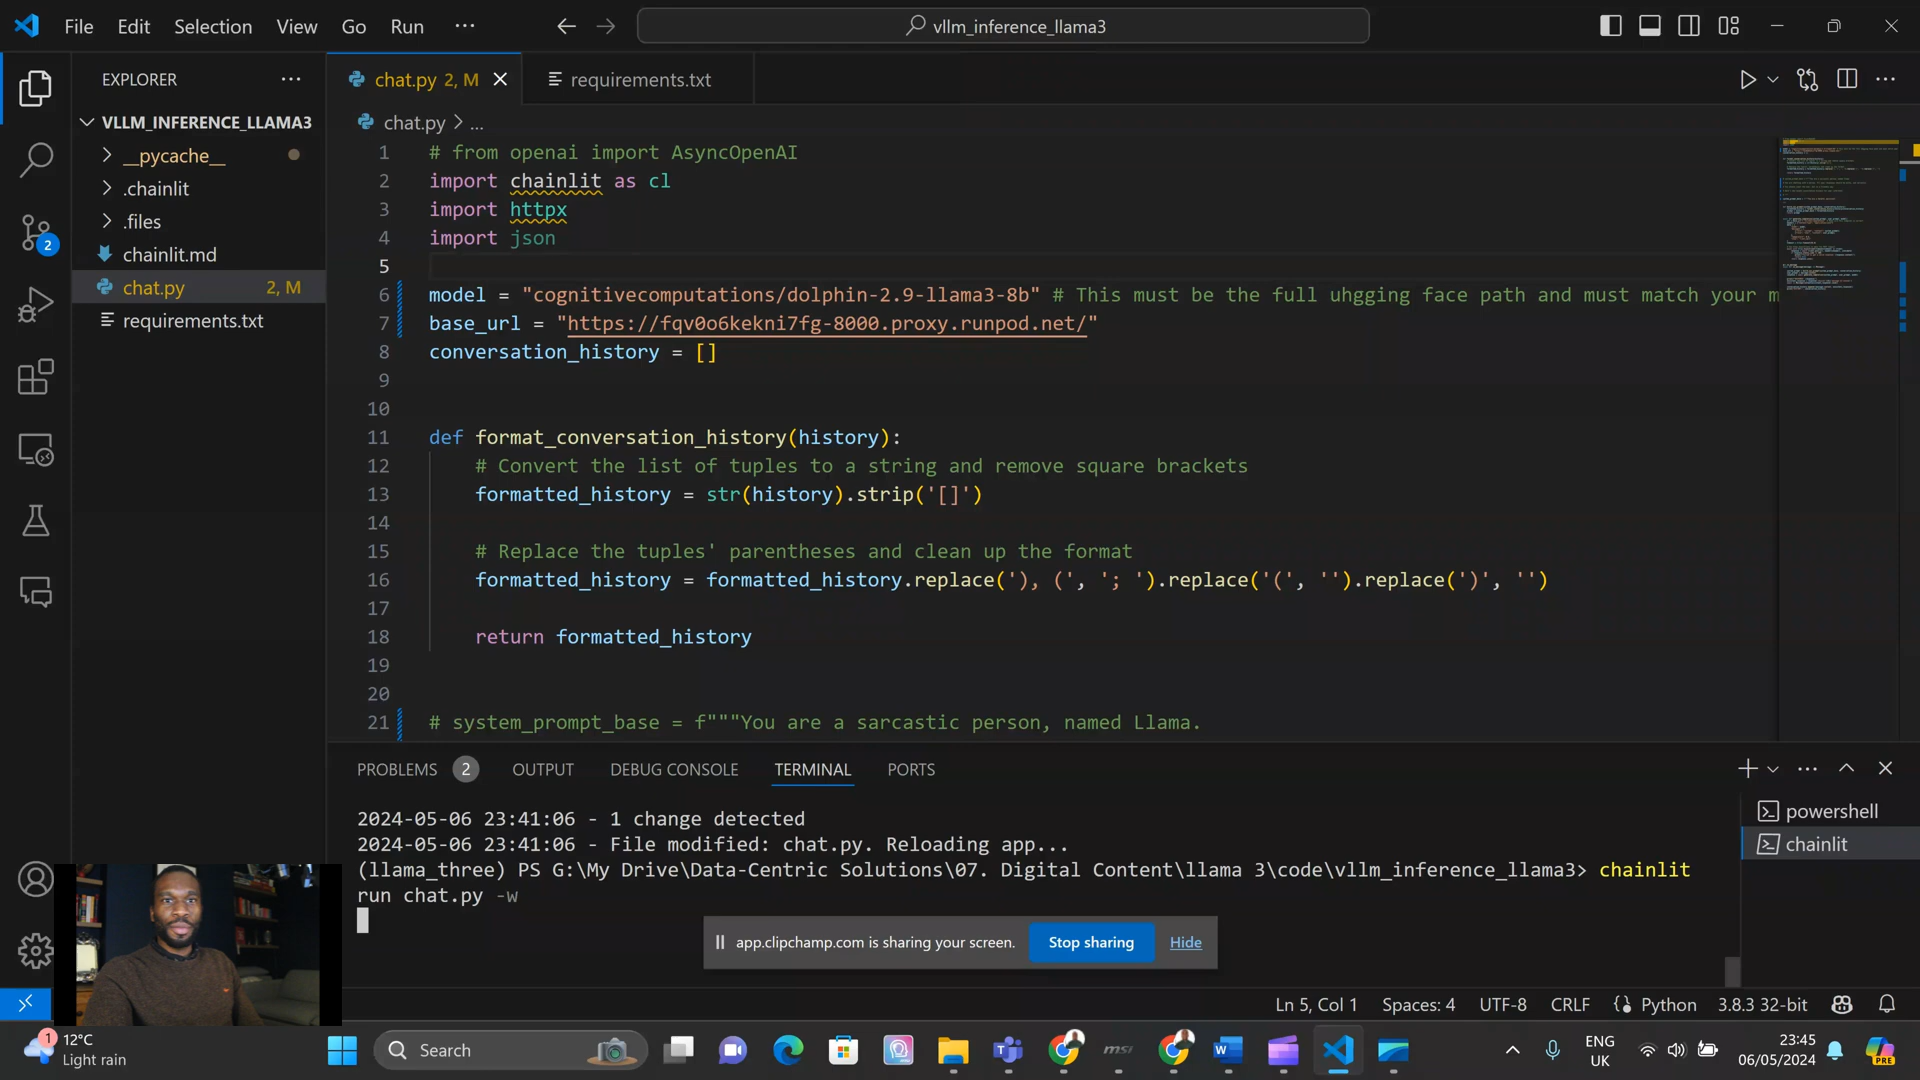 File Edit Selection View Go Run ··· vllm_inference_llama3
EXPLORER
chat.py 2, M
requirements.txt
VLLM_INFERENCE_LLAMA3
__pycache__
.chainlit
.files
chainlit.md
chat.py 2, M
requirements.txt
2
chat.py > ...
1 # from openai import AsyncOpenAI
2 import chainlit as cl
3 import httpx
4 import json
5
6 model = "cognitivecomputations/dolphin-2.9-llama3-8b" # This must be the full uhgging face path and must match your m
7 base_url = "https://fqv0o6kekni7fg-8000.proxy.runpod.net/"
8 conversation_history = []
9
10
11 def format_conversation_history(history):
12 # Convert the list of tuples to a string and remove square brackets
13 formatted_history = str(history).strip('[]')
14
15 # Replace the tuples' parentheses and clean up the format
16 formatted_history = formatted_history.replace('), (', '; ').replace('(', '').replace(')', '')
17
18 return formatted_history
19
20
21 # system_prompt_base = f"""You are a sarcastic person, named Llama.
PROBLEMS 2 OUTPUT DEBUG CONSOLE TERMINAL PORTS
2024-05-06 23:41:06 - 1 change detected
2024-05-06 23:41:06 - File modified: chat.py. Reloading app...
(llama_three) PS G:\My Drive\Data-Centric Solutions\07. Digital Content\llama 3\code\vllm_inference_llama3> chainlit
run chat.py -w
powershell
chainlit
app.clipchamp.com is sharing your screen. Stop sharing Hide
Ln 5, Col 1 Spaces: 4 UTF-8 CRLF Python 3.8.3 32-bit
1
12°C
Light rain
Search
msi
ENG
UK
23:45
06/05/2024
PRE